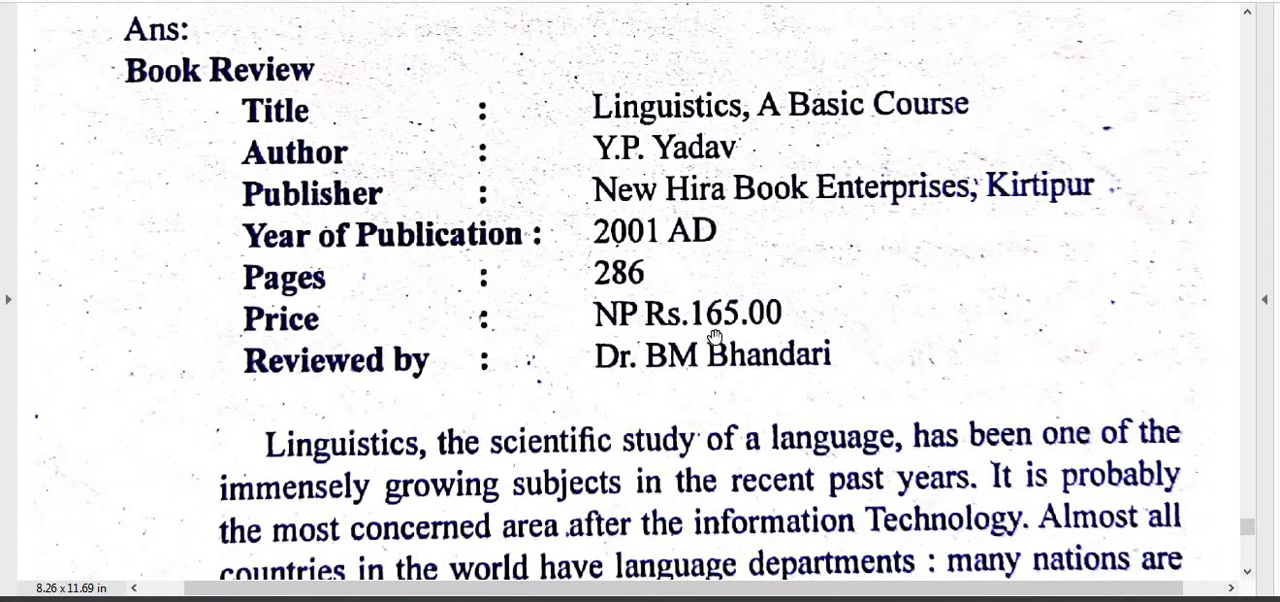 Ans:
Book Review
Title : Linguistics, A Basic Course
Author : Y.P. Yadav
Publisher : New Hira Book Enterprises, Kirtipur
Year of Publication : 2001 AD
Pages : 286
Price : NP Rs.165.00
Reviewed by : Dr. BM Bhandari
Linguistics, the scientific study of a language, has been one of the
immensely growing subjects in the recent past years. It is probably
the most concerned area after the information Technology. Almost all
countries in the world have language departments : many nations are
8.26 x 11.69 in